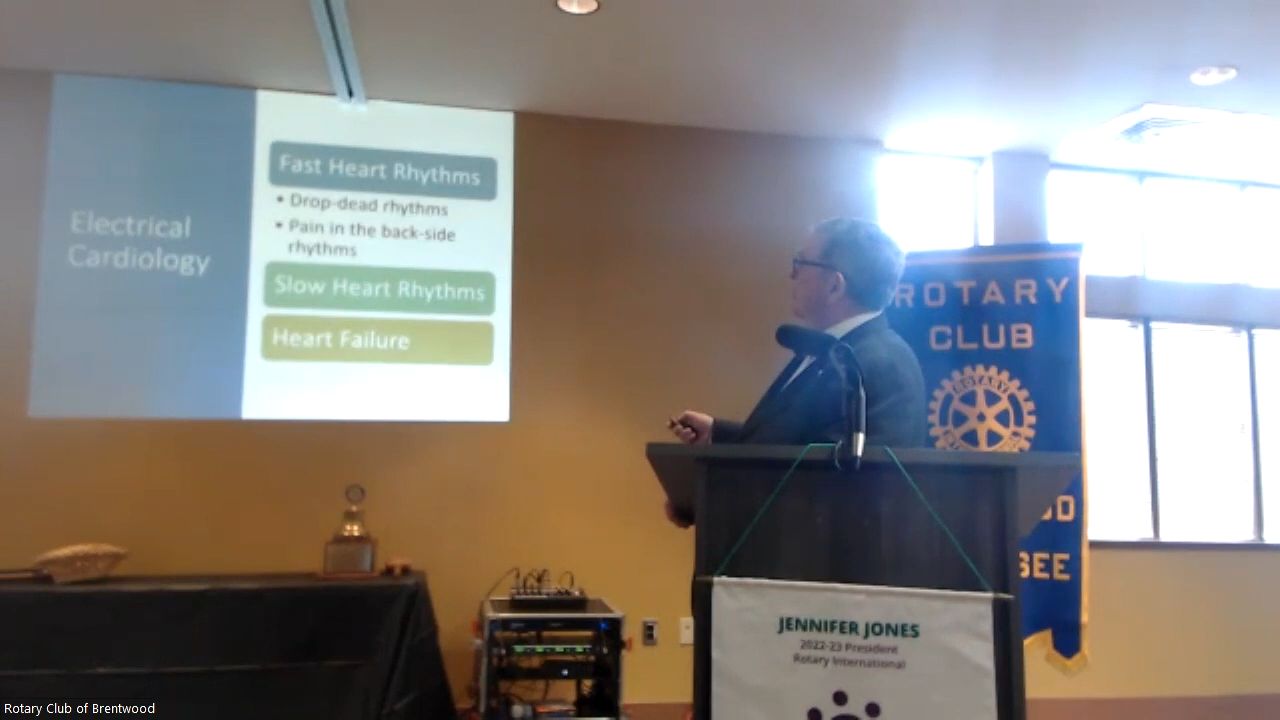 Electrical
Cardiology
Fast Heart Rhythms
• Drop-dead rhythms
• Pain in the back-side
rhythms
Slow Heart Rhythms
Heart Failure
ROTARY
CLUB
ROTARY
SEE
JENNIFER JONES
2022-23 President
Rotary International
Rotary Club of Brentwood